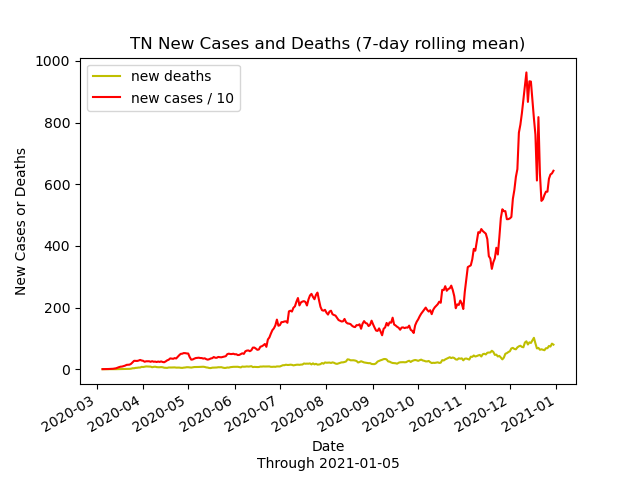 TN New Cases and Deaths (7-day rolling mean)
new deaths
new cases / 10
1000
800
600
400
200
0
New Cases or Deaths
2020-03
2020-04
2020-05
2020-06
2020-07
2020-08
2020-09
2020-10
2020-11
2020-12
2021-01
Date
Through 2021-01-05